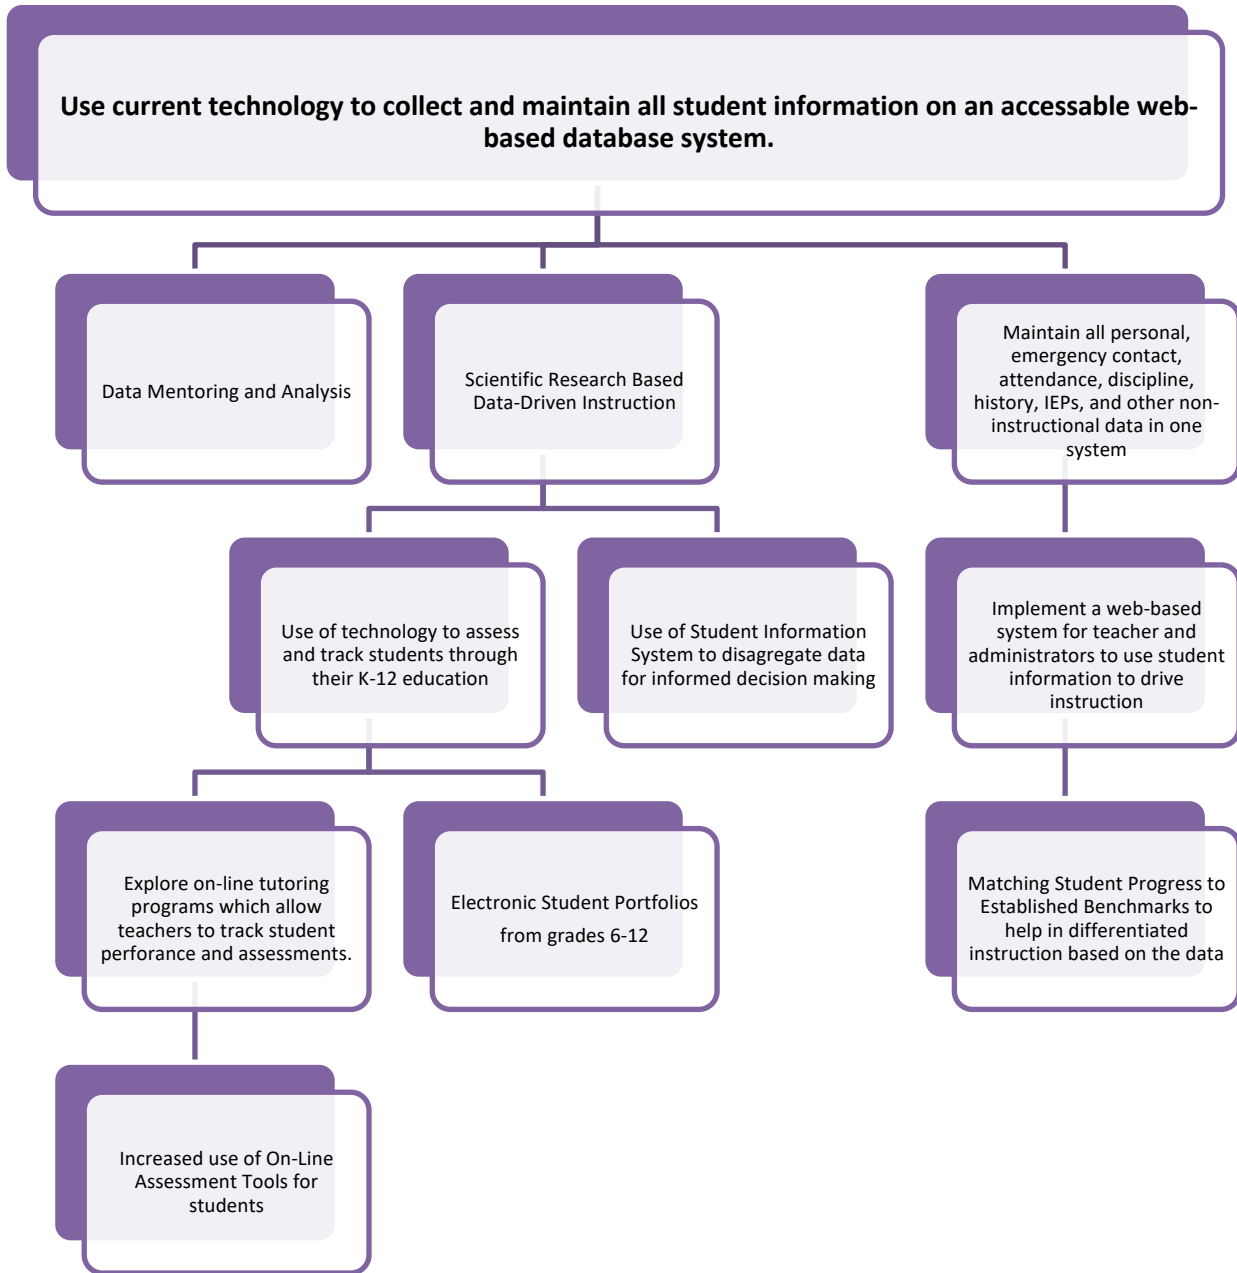 Use current technology to collect and maintain all student information on an accessable web-
based database system.
Data Mentoring and Analysis
Scientific Research Based
Data-Driven Instruction
Maintain all personal,
emergency contact,
attendance, discipline,
history, IEPs, and other non-
instructional data in one
system
Use of technology to assess
and track students through
their K-12 education
Use of Student Information
System to disagregate data
for informed decision making
Implement a web-based
system for teacher and
administrators to use student
information to drive
instruction
Explore on-line tutoring
programs which allow
teachers to track student
perforance and assessments.
Electronic Student Portfolios
from grades 6-12
Matching Student Progress to
Established Benchmarks to
help in differentiated
instruction based on the data
Increased use of On-Line
Assessment Tools for
students